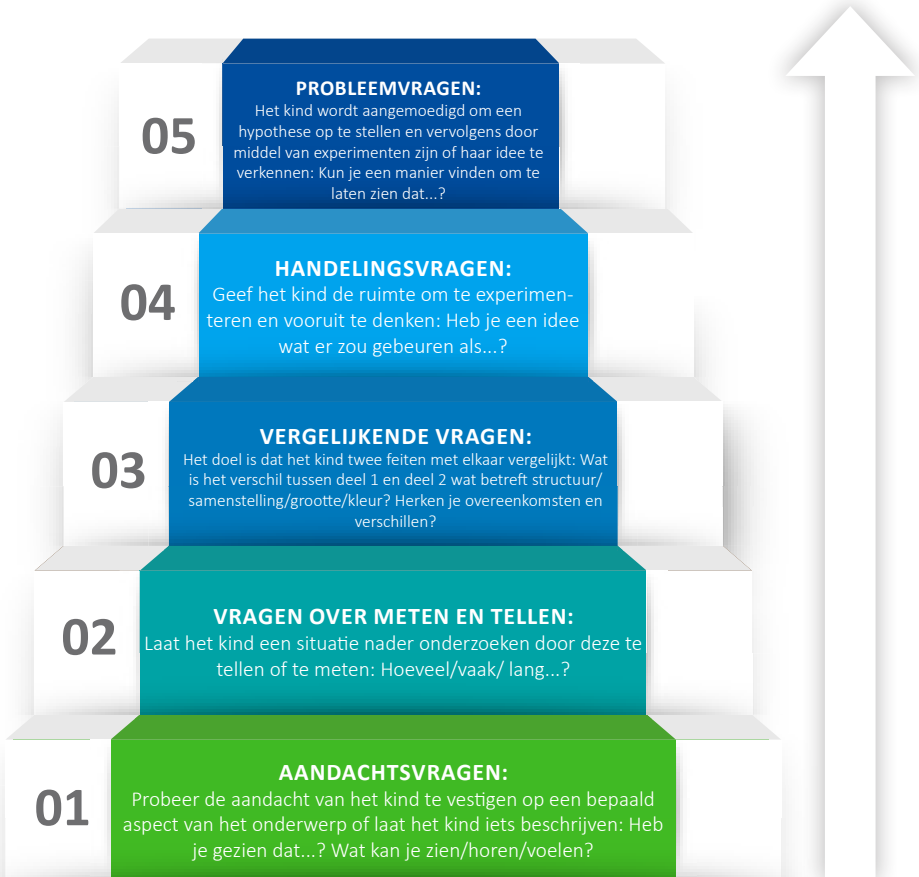 05
PROBLEEMVRAGEN:
Het kind wordt aangemoedigd om een
hypothese op te stellen en vervolgens door
middel van experimenten zijn of haar idee te
verkennen: Kun je een manier vinden om te
laten zien dat...?
04
HANDELINGSVRAGEN:
Geef het kind de ruimte om te experimen-
teren en vooruit te denken: Heb je een idee
wat er zou gebeuren als...?
03
VERGELIJKENDE VRAGEN:
Het doel is dat het kind twee feiten met elkaar vergelijkt: Wat
is het verschil tussen deel 1 en deel 2 wat betreft structuur/
samenstelling/grootte/kleur? Herken je overeenkomsten en
verschillen?
02
VRAGEN OVER METEN EN TELLEN:
Laat het kind een situatie nader onderzoeken door deze te
tellen of te meten: Hoeveel/vaak/ lang...?
01
AANDACHTSVRAGEN:
Probeer de aandacht van het kind te vestigen op een bepaald
aspect van het onderwerp of laat het kind iets beschrijven: Heb
je gezien dat...? Wat kan je zien/horen/voelen?